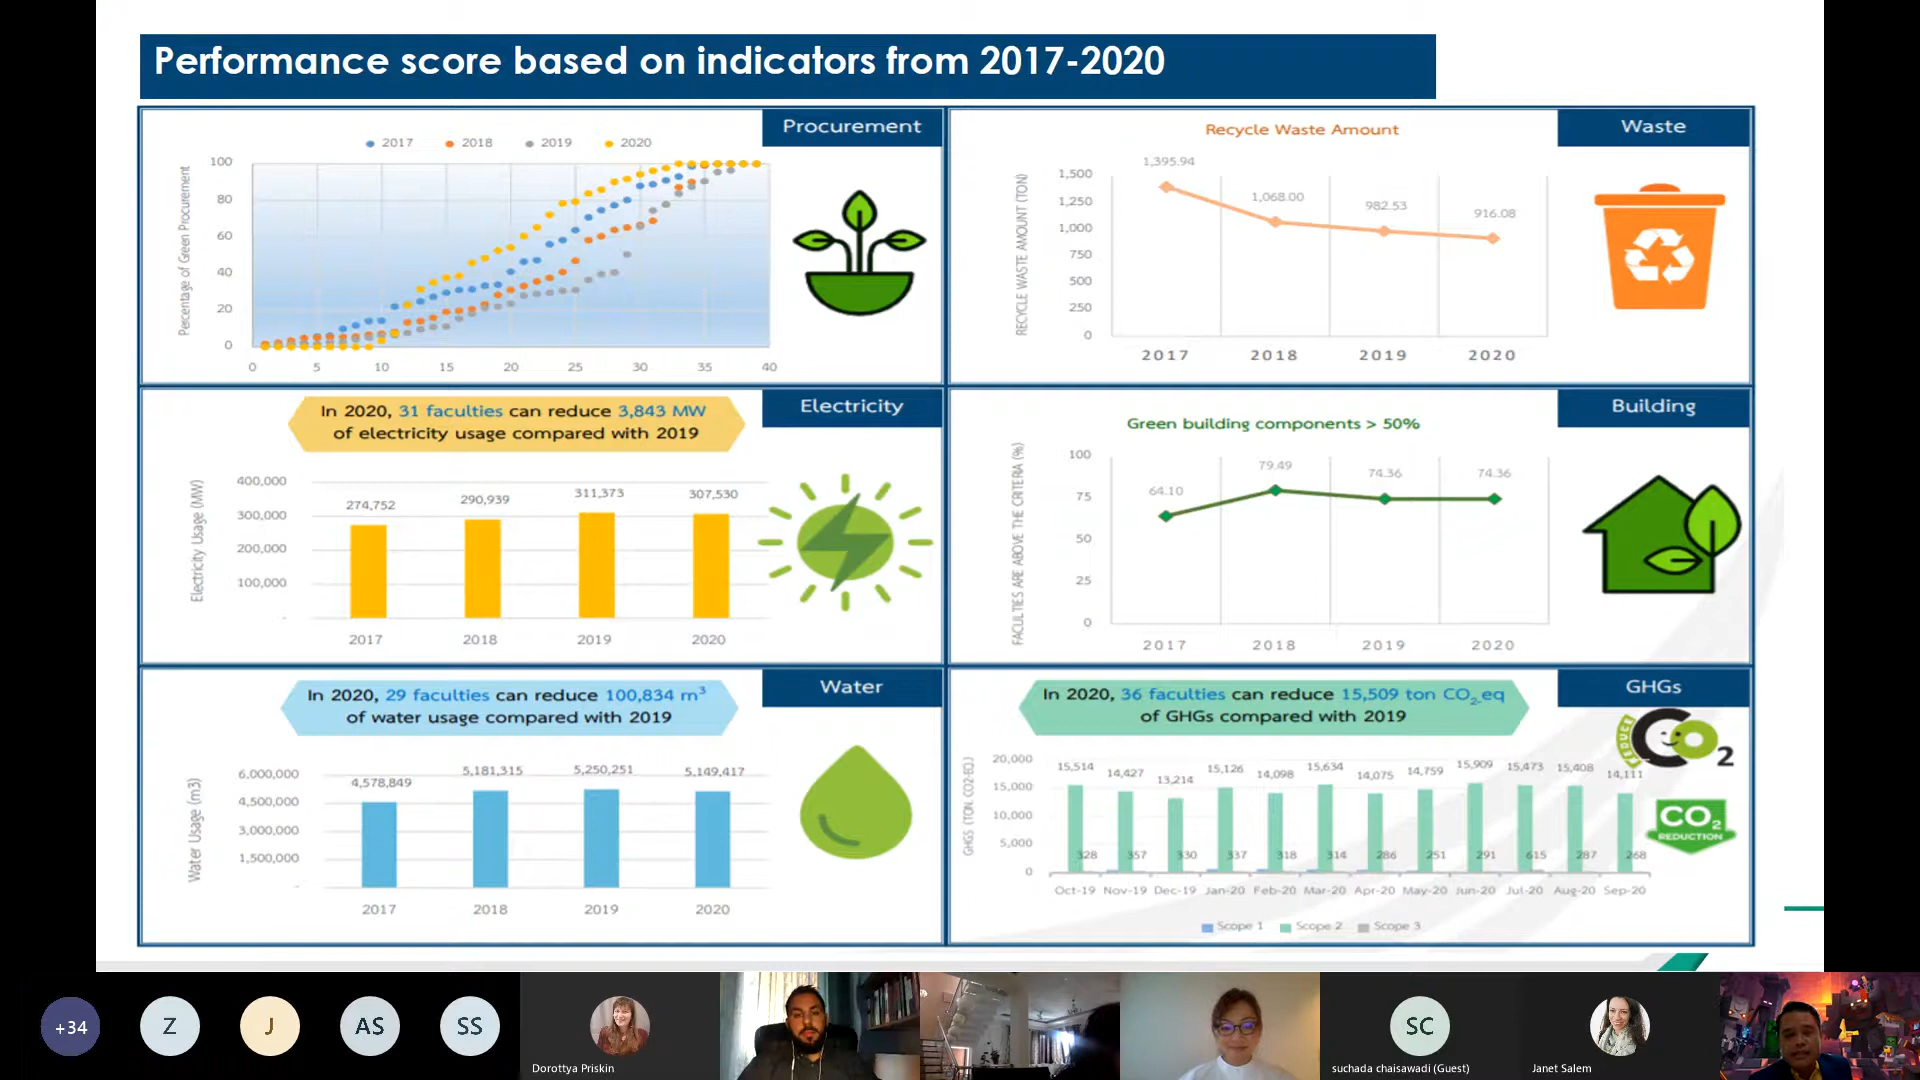 Performance score based on indicators from 2017-2020
Procurement
2017 2018 2019 2020
Percentage of Green Procurement
100
80
60
40
20
0
0 5 10 15 20 25 30 35 40
Waste
Recycle Waste Amount
RECYCLE WASTE AMOUNT (TON)
1,500
1,250
1,000
750
500
250
0
1,395.94
1,068.00
982.53
916.08
2017 2018 2019 2020
Electricity
In 2020, 31 faculties can reduce 3,843 MW
of electricity usage compared with 2019
Electricity Usage (MW)
400,000
300,000
200,000
100,000
-
274,752
290,939
311,373
307,530
2017 2018 2019 2020
Building
Green building components > 50%
FACULTIES ARE ABOVE THE CRITERIA (%)
100
75
50
25
0
64.10
79.49
74.36
74.36
2017 2018 2019 2020
Water
In 2020, 29 faculties can reduce 100,834 m³
of water usage compared with 2019
Water Usage (m3)
6,000,000
4,500,000
3,000,000
1,500,000
-
4,578,849
5,181,315
5,250,251
5,149,417
2017 2018 2019 2020
GHGs
In 2020, 36 faculties can reduce 15,509 ton CO₂eq
of GHGs compared with 2019
REDUCE CO2
CO2
REDUCTION
GHGS (TON. CO2-EQ.)
20,000
15,000
10,000
5,000
0
15,514 14,427 13,214 15,126 14,098 15,634 14,075 14,759 15,909 15,473 15,408 14,111
328 357 330 337 318 314 286 251 291 615 287 268
Oct-19 Nov-19 Dec-19 Jan-20 Feb-20 Mar-20 Apr-20 May-20 Jun-20 Jul-20 Aug-20 Sep-20
Scope 1 Scope 2 Scope 3
+34
Z
J
AS
SS
Dorottya Priskin
SC
suchada chaisawadi (Guest)
Janet Salem